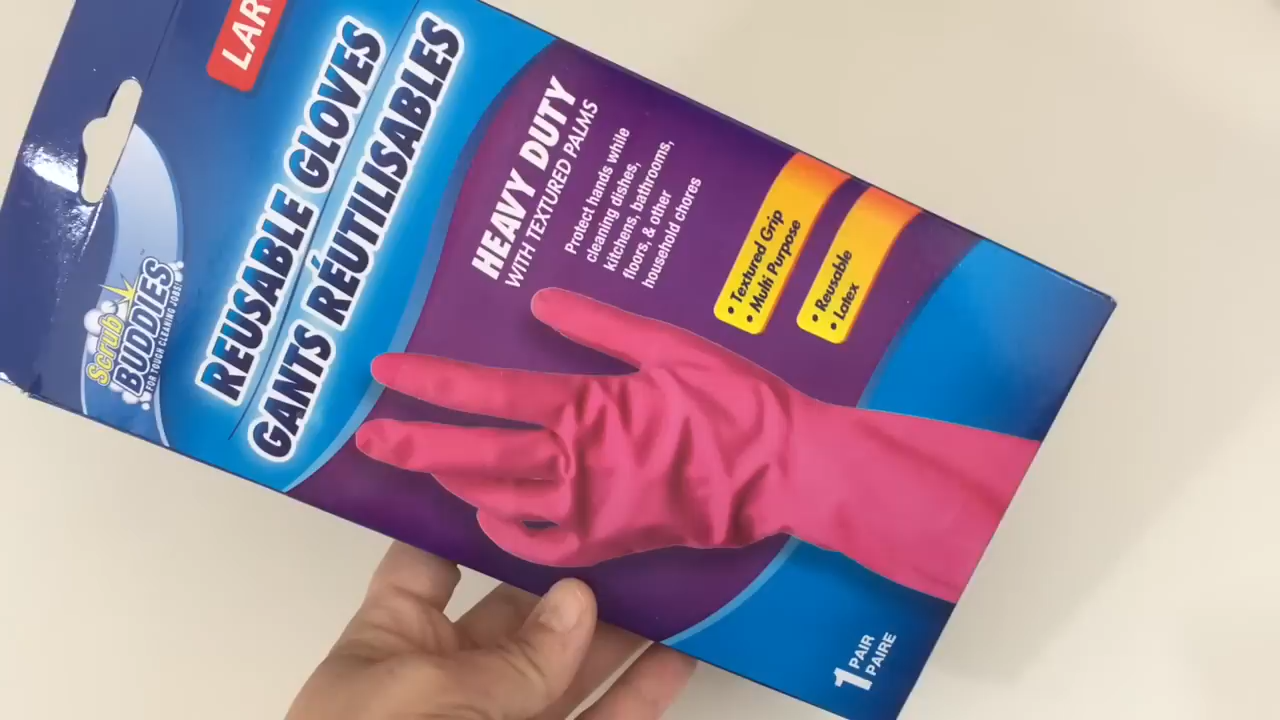 Scrub
BUDDIES
FOR TOUGH CLEANING JOBS!
REUSABLE GLOVES
GANTS RÉUTILISABLES
HEAVY DUTY
WITH TEXTURED PALMS
Protect hands while
cleaning dishes,
kitchens, bathrooms,
floors, & other
household chores
• Textured Grip
• Multi Purpose
• Reusable
• Latex
1 PAIR
PAIRE